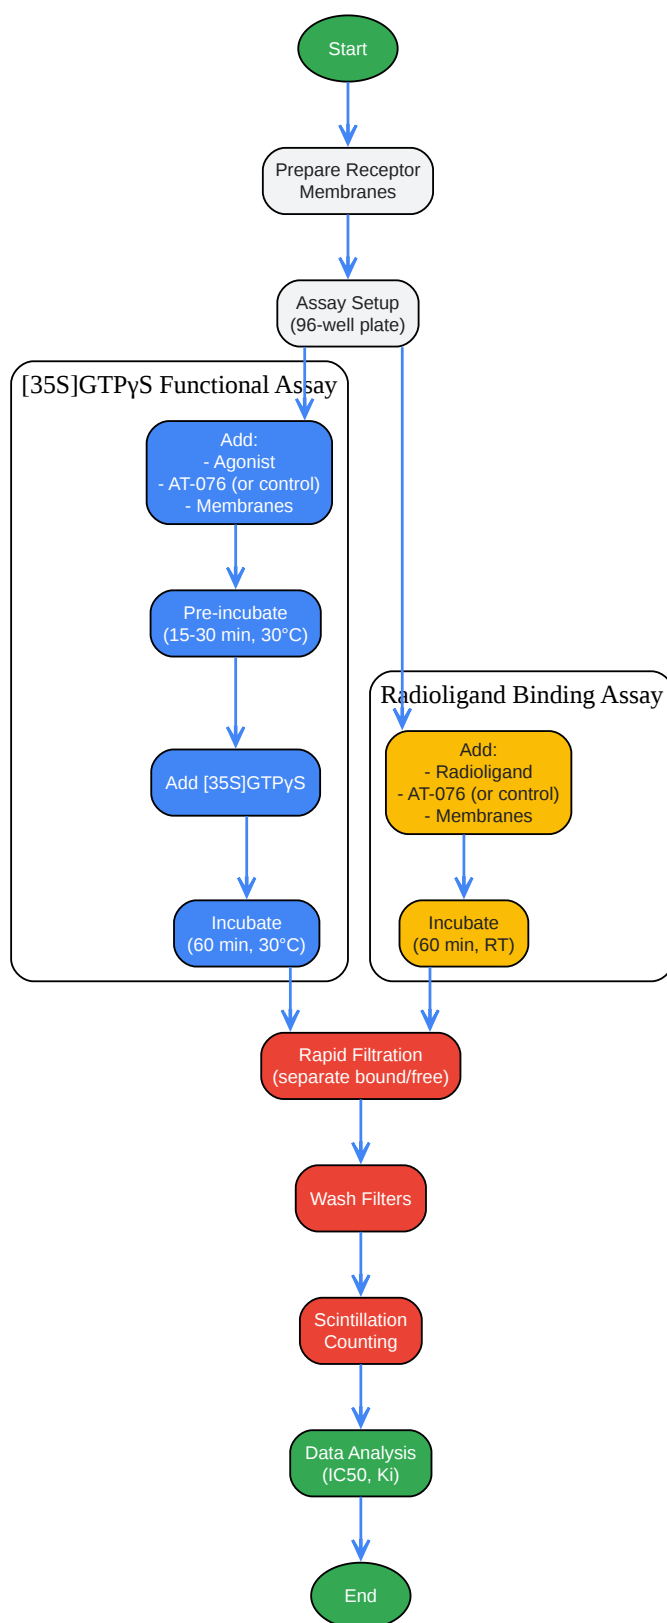 Start
Prepare Receptor
Membranes
Assay Setup
(96-well plate)
[35S]GTPγS Functional Assay
Add:
- Agonist
- AT-076 (or control)
- Membranes
Pre-incubate
(15-30 min, 30°C)
Add [35S]GTPγS
Incubate
(60 min, 30°C)
Radioligand Binding Assay
Add:
- Radioligand
- AT-076 (or control)
- Membranes
Incubate
(60 min, RT)
Rapid Filtration
(separate bound/free)
Wash Filters
Scintillation
Counting
Data Analysis
(IC50, Ki)
End